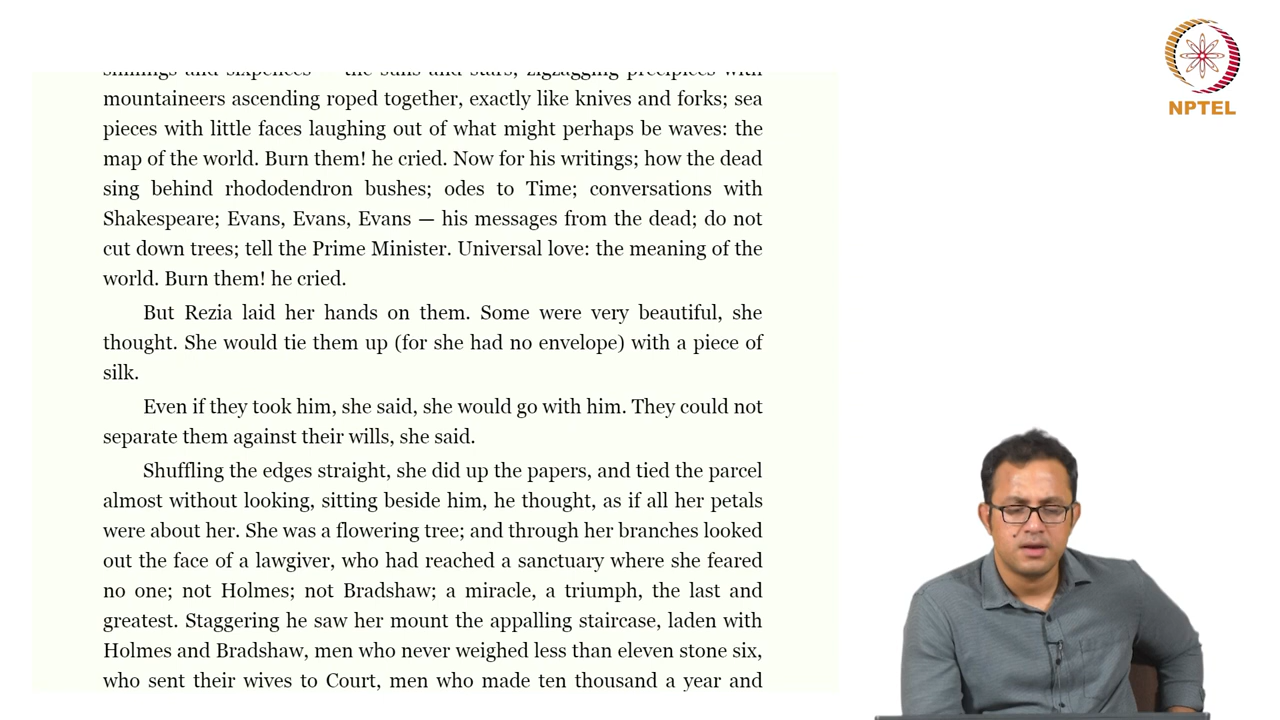 shillings and sixpences — the suns and stars; zigzagging precipices with
mountaineers ascending roped together, exactly like knives and forks; sea
pieces with little faces laughing out of what might perhaps be waves: the
map of the world. Burn them! he cried. Now for his writings; how the dead
sing behind rhododendron bushes; odes to Time; conversations with
Shakespeare; Evans, Evans, Evans — his messages from the dead; do not
cut down trees; tell the Prime Minister. Universal love: the meaning of the
world. Burn them! he cried.
But Rezia laid her hands on them. Some were very beautiful, she
thought. She would tie them up (for she had no envelope) with a piece of
silk.
Even if they took him, she said, she would go with him. They could not
separate them against their wills, she said.
Shuffling the edges straight, she did up the papers, and tied the parcel
almost without looking, sitting beside him, he thought, as if all her petals
were about her. She was a flowering tree; and through her branches looked
out the face of a lawgiver, who had reached a sanctuary where she feared
no one; not Holmes; not Bradshaw; a miracle, a triumph, the last and
greatest. Staggering he saw her mount the appalling staircase, laden with
Holmes and Bradshaw, men who never weighed less than eleven stone six,
who sent their wives to Court, men who made ten thousand a year and
NPTEL